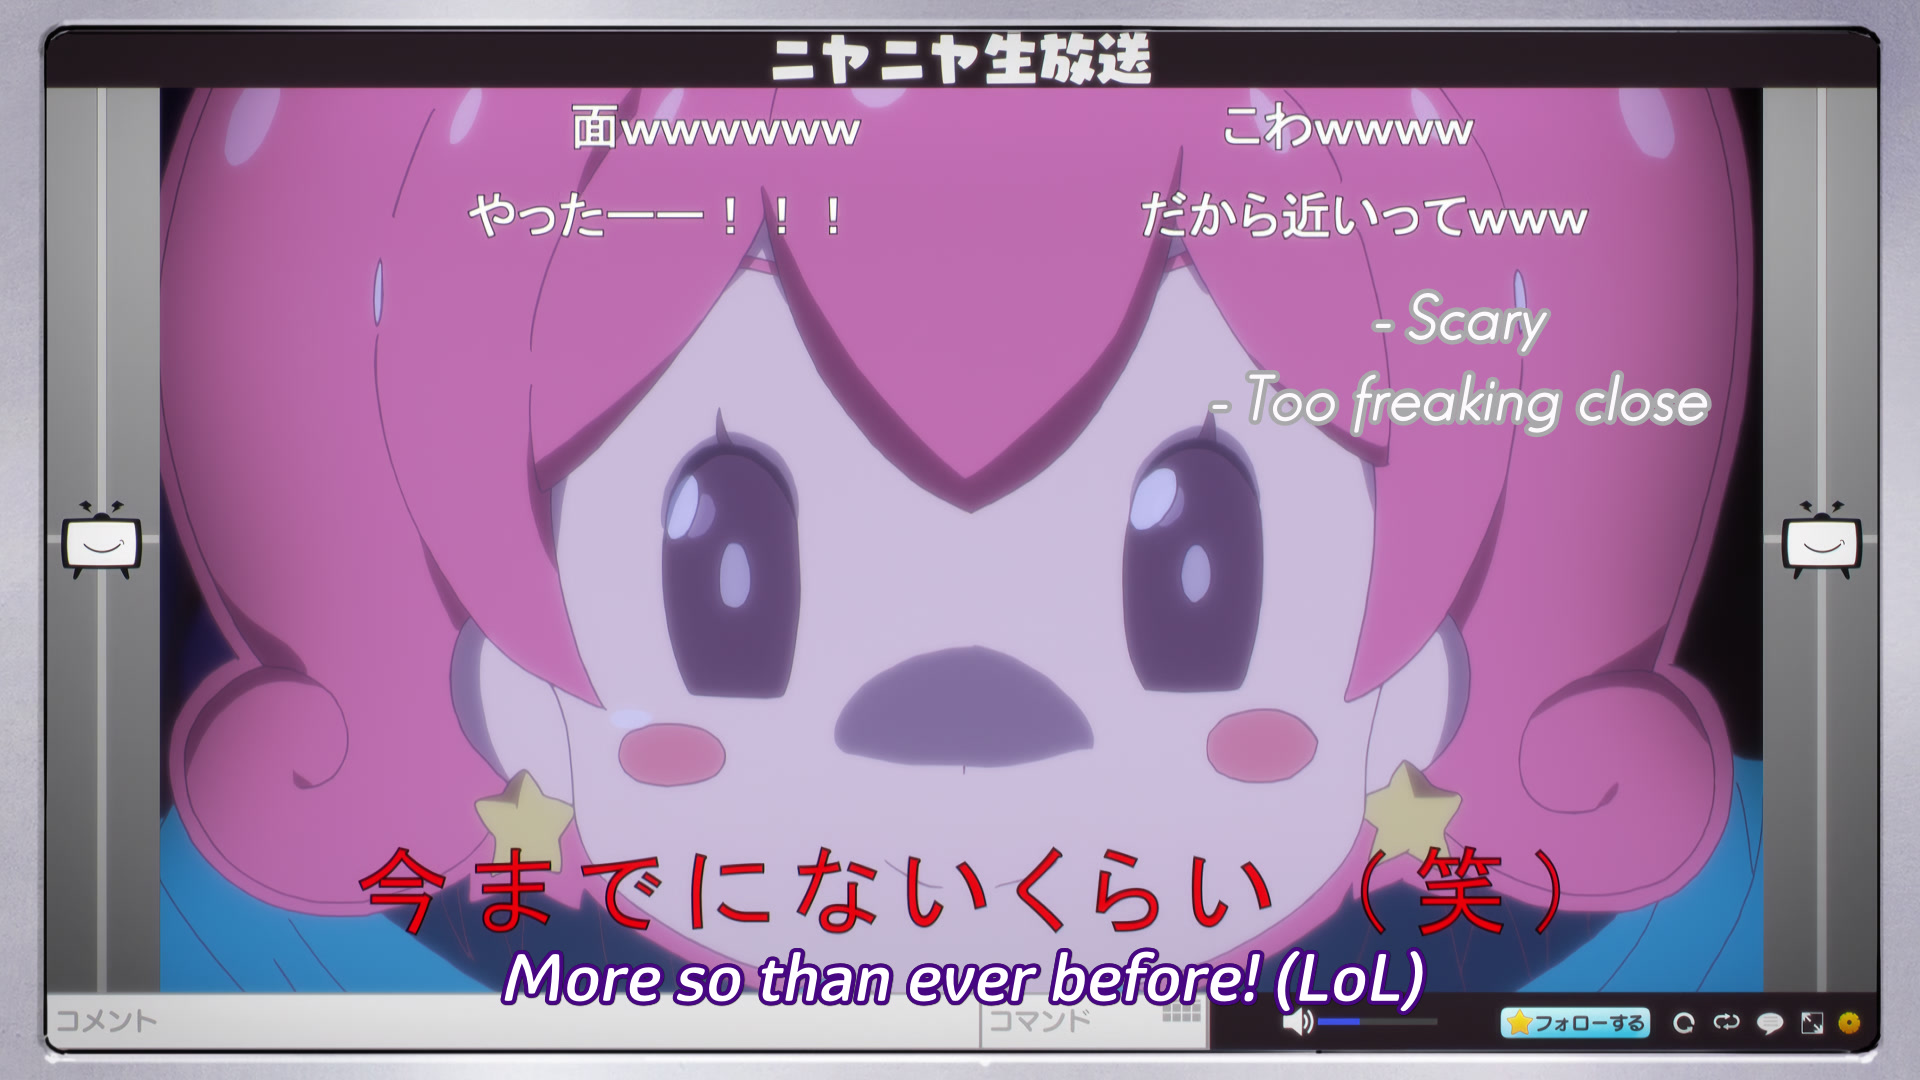 ニヤニヤ生放送
面wwwwwww
こわwwww
やったーー！！！
だから近いってwww
- Scary
- Too freaking close
今までにないくらい（笑）
More so than ever before! (LoL)
コメント
コマンド
フォローする